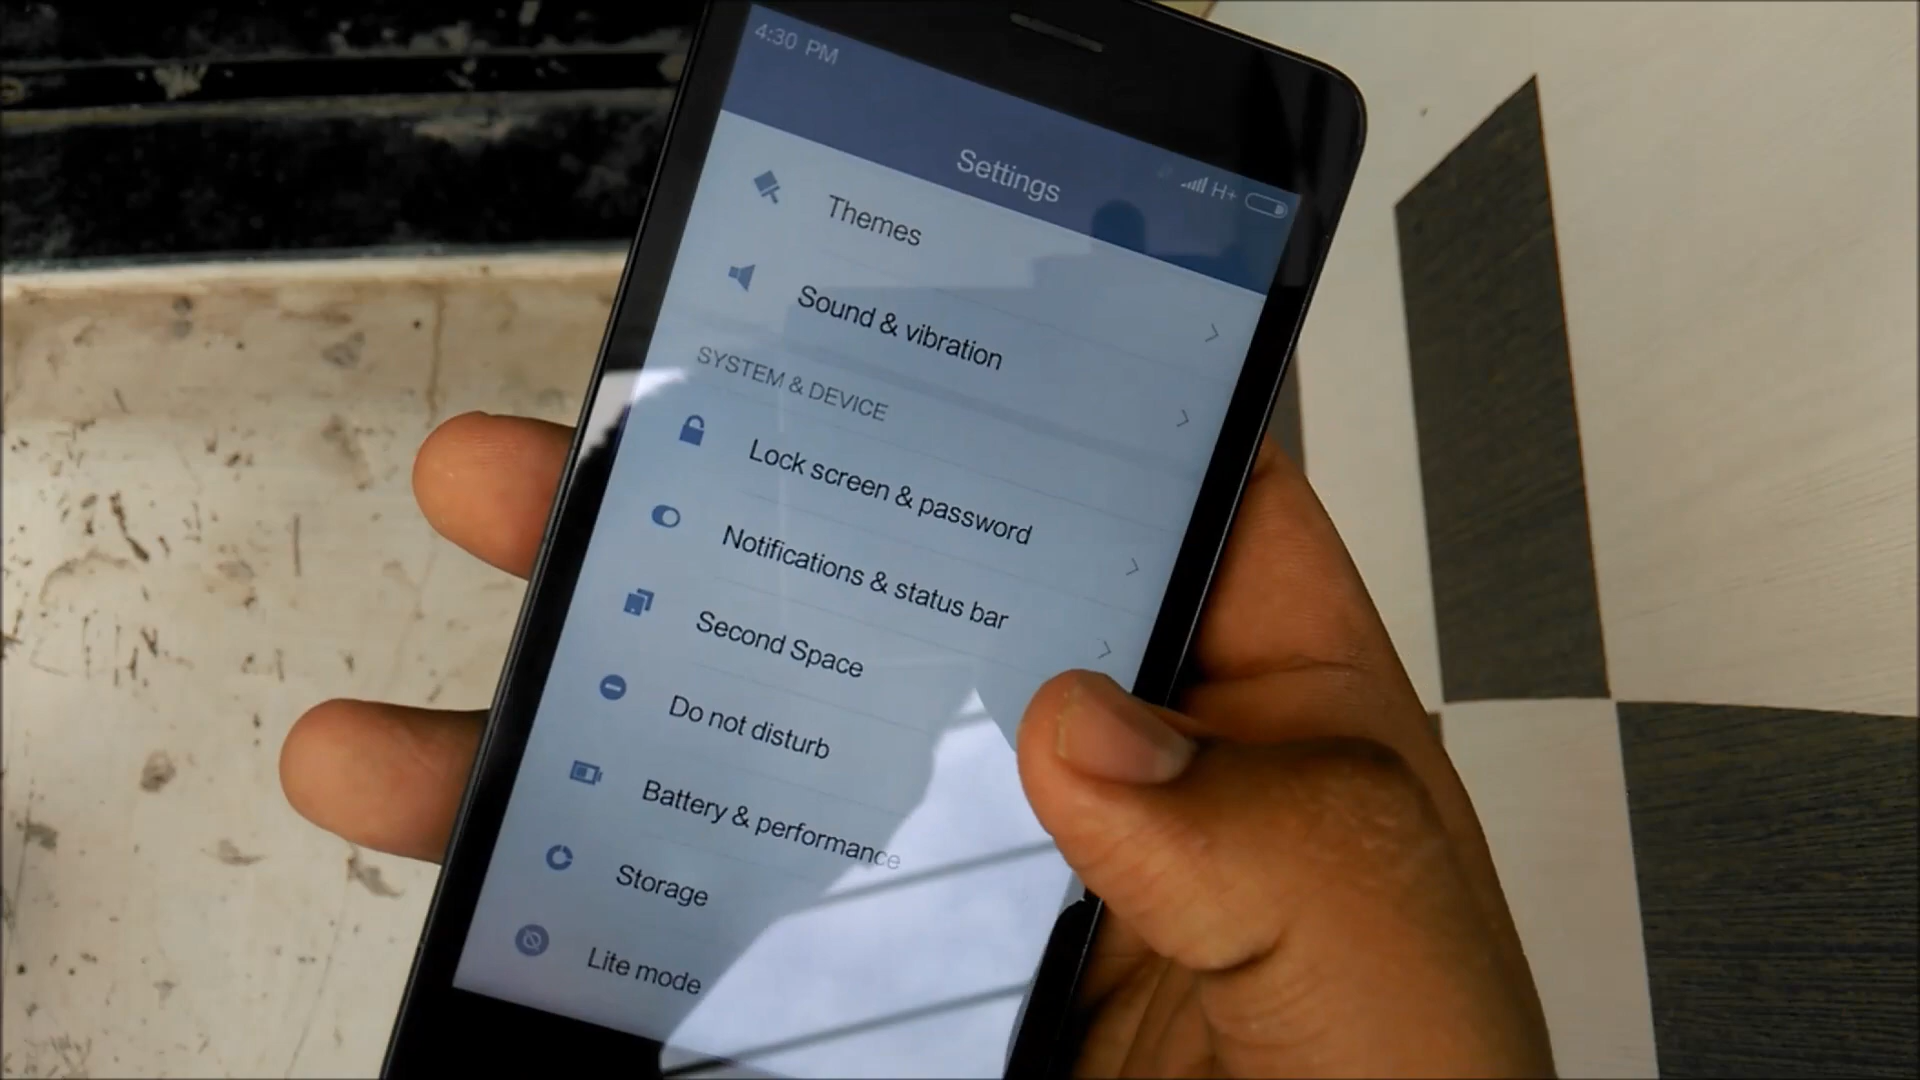 4:30 PM
H+
Settings
Themes
Sound & vibration
SYSTEM & DEVICE
Lock screen & password
Notifications & status bar
Second Space
Do not disturb
Battery & performance
Storage
Lite mode